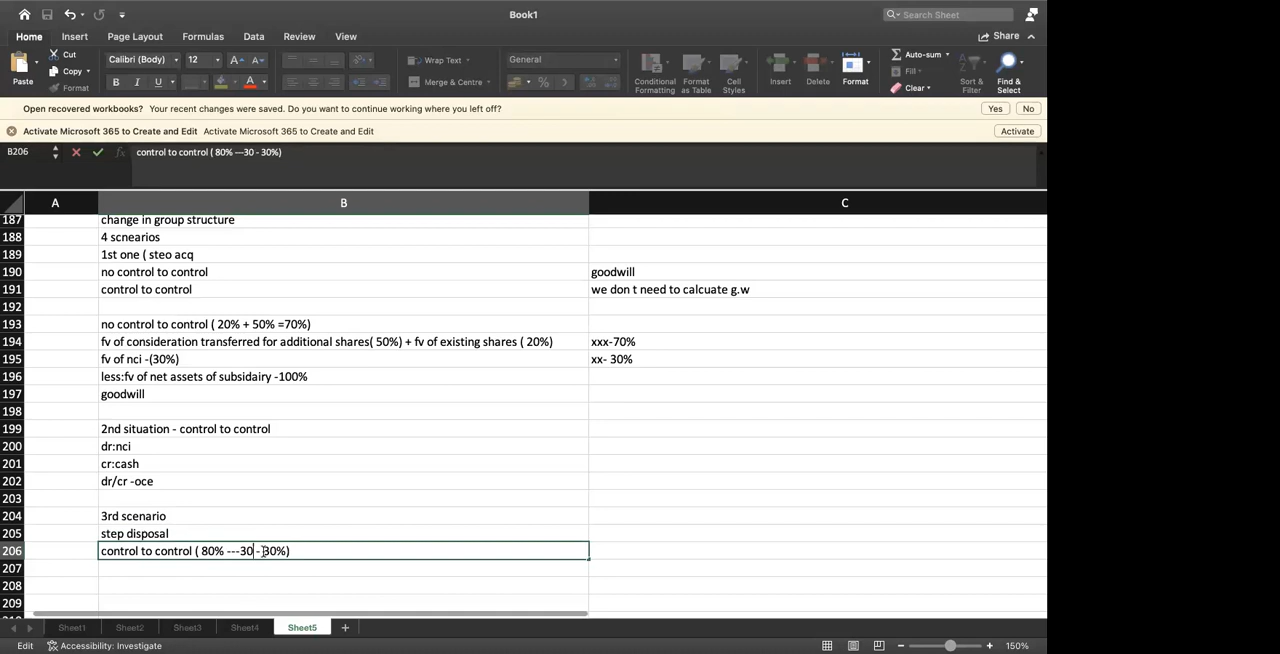 Book1
Search Sheet
Home Insert Page Layout Formulas Data Review View Share
Paste Cut Copy Format
Calibri (Body) 12 A A
B I U A
Wrap Text
Merge & Centre
General
%
Conditional Formatting
Format as Table
Cell Styles
Insert Delete Format
Auto-sum
Fill
Clear
Sort & Filter
Find & Select
Open recovered workbooks? Your recent changes were saved. Do you want to continue working where you left off? Yes No
Activate Microsoft 365 to Create and Edit Activate Microsoft 365 to Create and Edit Activate
B206 fx control to control ( 80% ---30 - 30%)
A B C
187 change in group structure
188 4 scnearios
189 1st one ( steo acq
190 no control to control goodwill
191 control to control we don t need to calcuate g.w
192
193 no control to control ( 20% + 50% =70%)
194 fv of consideration transferred for additional shares( 50%) + fv of existing shares ( 20%) xxx-70%
195 fv of nci -(30%) xx- 30%
196 less:fv of net assets of subsidairy -100%
197 goodwill
198
199 2nd situation - control to control
200 dr:nci
201 cr:cash
202 dr/cr -oce
203
204 3rd scenario
205 step disposal
206 control to control ( 80% ---30 - 30%)
207
208
209
Sheet1 Sheet2 Sheet3 Sheet4 Sheet5 +
Edit Accessibility: Investigate 150%